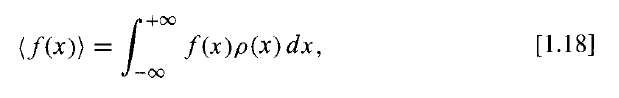 ⟨f(x)⟩ = ∫_{-∞}^{+∞} f(x)ρ(x) dx, [1.18]